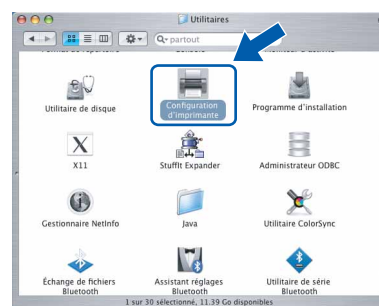 Utilitaires
partout
Utilitaire de disque
Configuration
d'imprimante
Programme d'installation
X11
StuffIt Expander
Administrateur ODBC
Gestionnaire NetInfo
Java
Utilitaire ColorSync
Échange de fichiers
Bluetooth
Assistant réglages
Bluetooth
Utilitaire de série
Bluetooth
1 sur 30 sélectionné, 11.39 Go disponibles